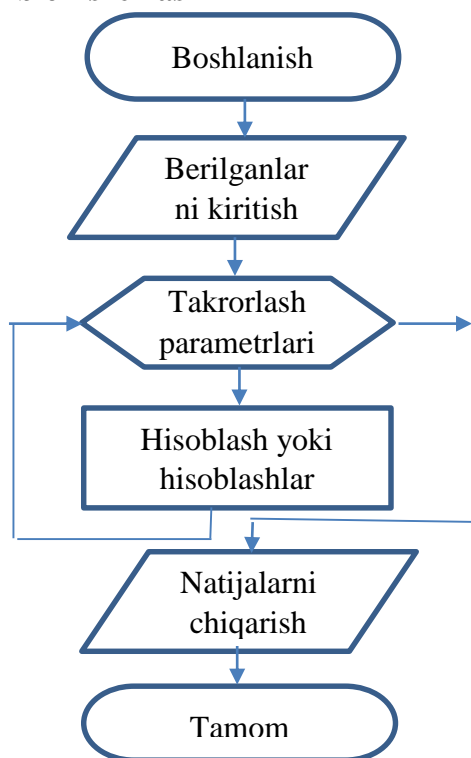 Boshlanish
Berilganlar
ni kiritish
Takrorlash
parametrlari
Hisoblash yoki
hisoblashlar
Natijalarni
chiqarish
Tamom